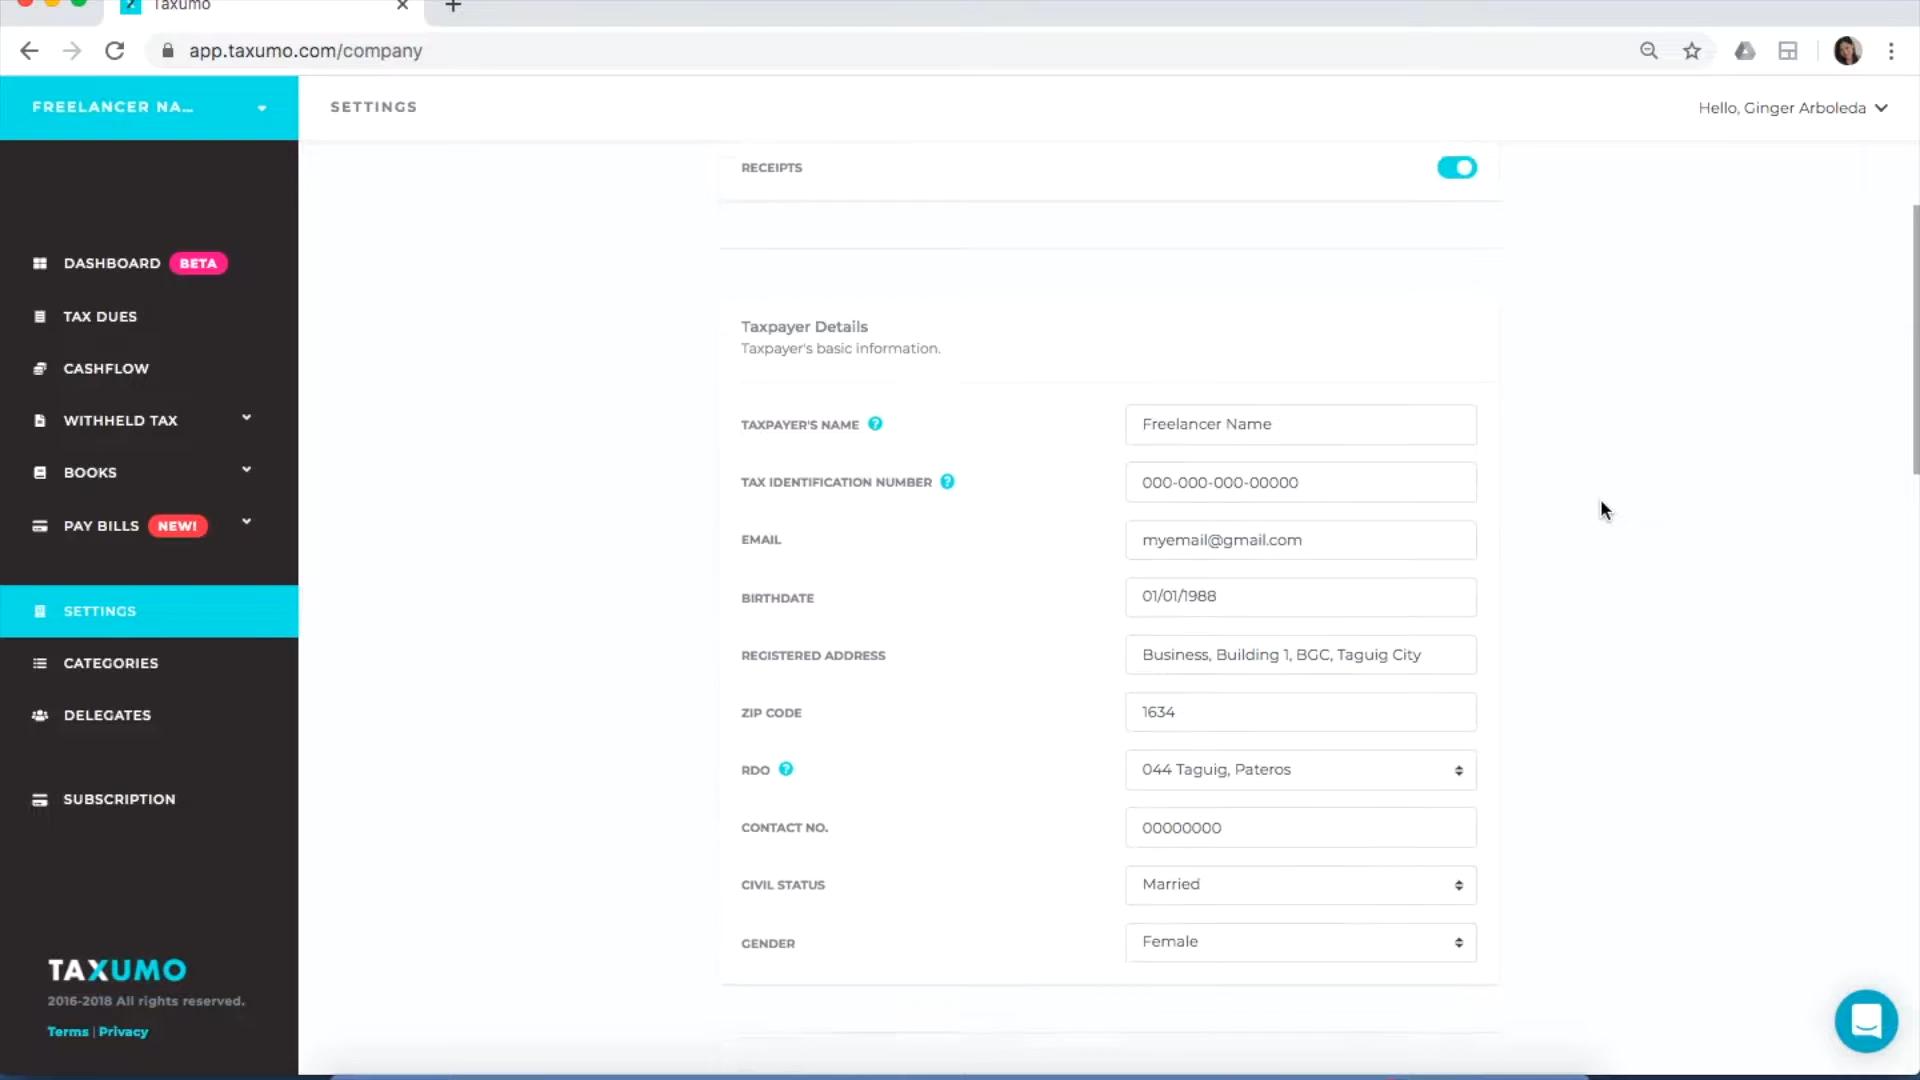 Taxumo
app.taxumo.com/company
FREELANCER NA...
SETTINGS
Hello, Ginger Arboleda
RECEIPTS
DASHBOARD BETA
TAX DUES
CASHFLOW
WITHHELD TAX
BOOKS
PAY BILLS NEW!
SETTINGS
CATEGORIES
DELEGATES
SUBSCRIPTION
TAXUMO
2016-2018 All rights reserved.
Terms | Privacy
Taxpayer Details
Taxpayer's basic information.
TAXPAYER'S NAME ? Freelancer Name
TAX IDENTIFICATION NUMBER ? 000-000-000-00000
EMAIL myemail@gmail.com
BIRTHDATE 01/01/1988
REGISTERED ADDRESS Business, Building 1, BGC, Taguig City
ZIP CODE 1634
RDO ? 044 Taguig, Pateros
CONTACT NO. 00000000
CIVIL STATUS Married
GENDER Female